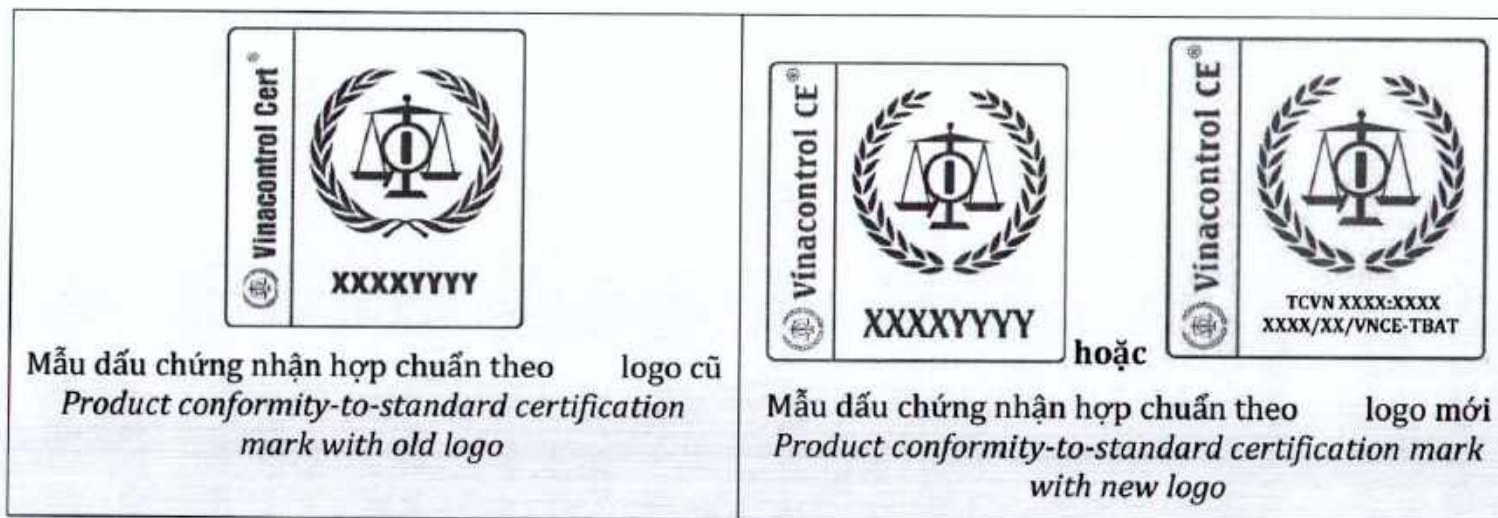 Vinacontrol Cert®
XXXXYYYY
Mẫu dấu chứng nhận hợp chuẩn theo logo cũ
Product conformity-to-standard certification
mark with old logo
Vinacontrol CE®
XXXXYYYY
hoặc
Vinacontrol CE®
TCVN XXXX:XXXX
XXXX/XX/VNCE-TBAT
Mẫu dấu chứng nhận hợp chuẩn theo logo mới
Product conformity-to-standard certification mark
with new logo